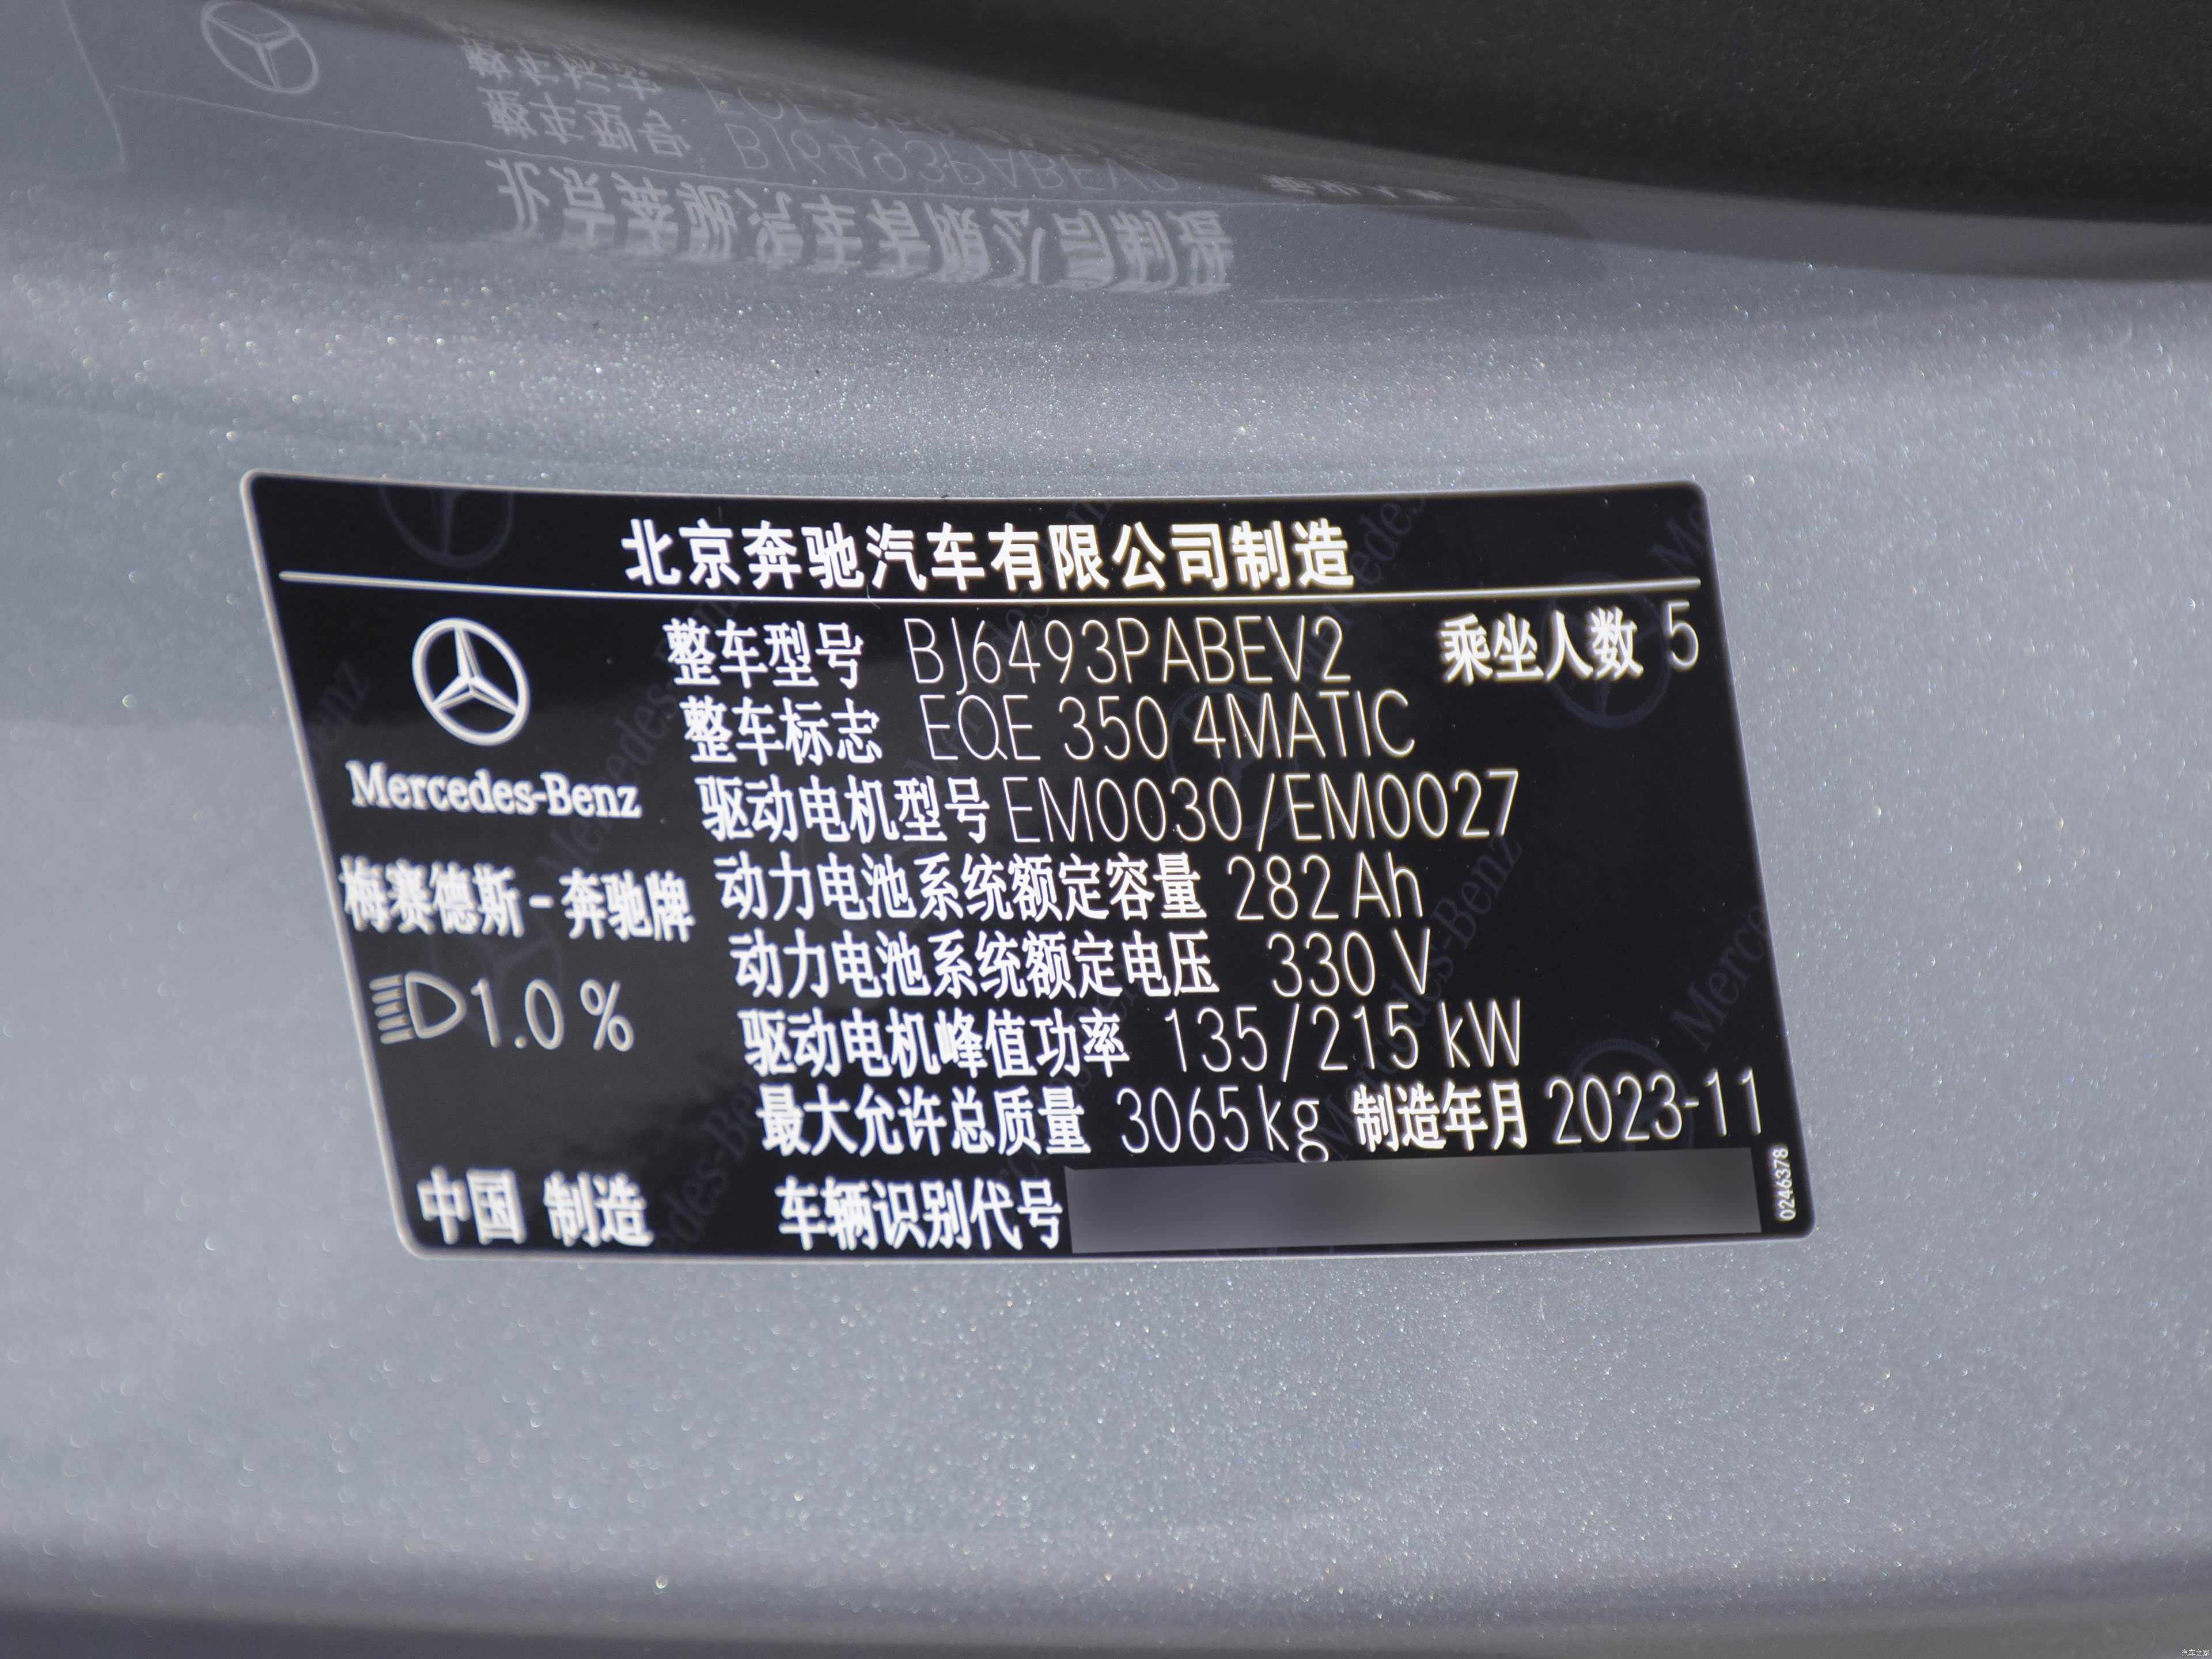 北京奔驰汽车有限公司制造
整车型号 BJ6493PABEV2 乘坐人数 5
整车标志 EQE 350 4MATIC
Mercedes-Benz
驱动电机型号 EM0030/EM0027
梅赛德斯-奔驰牌
动力电池系统额定容量 282 Ah
动力电池系统额定电压 330 V
1.0 %
驱动电机峰值功率 135/215 kW
最大允许总质量 3065kg 制造年月 2023-11
中国 制造
车辆识别代号
0246378
汽车之家